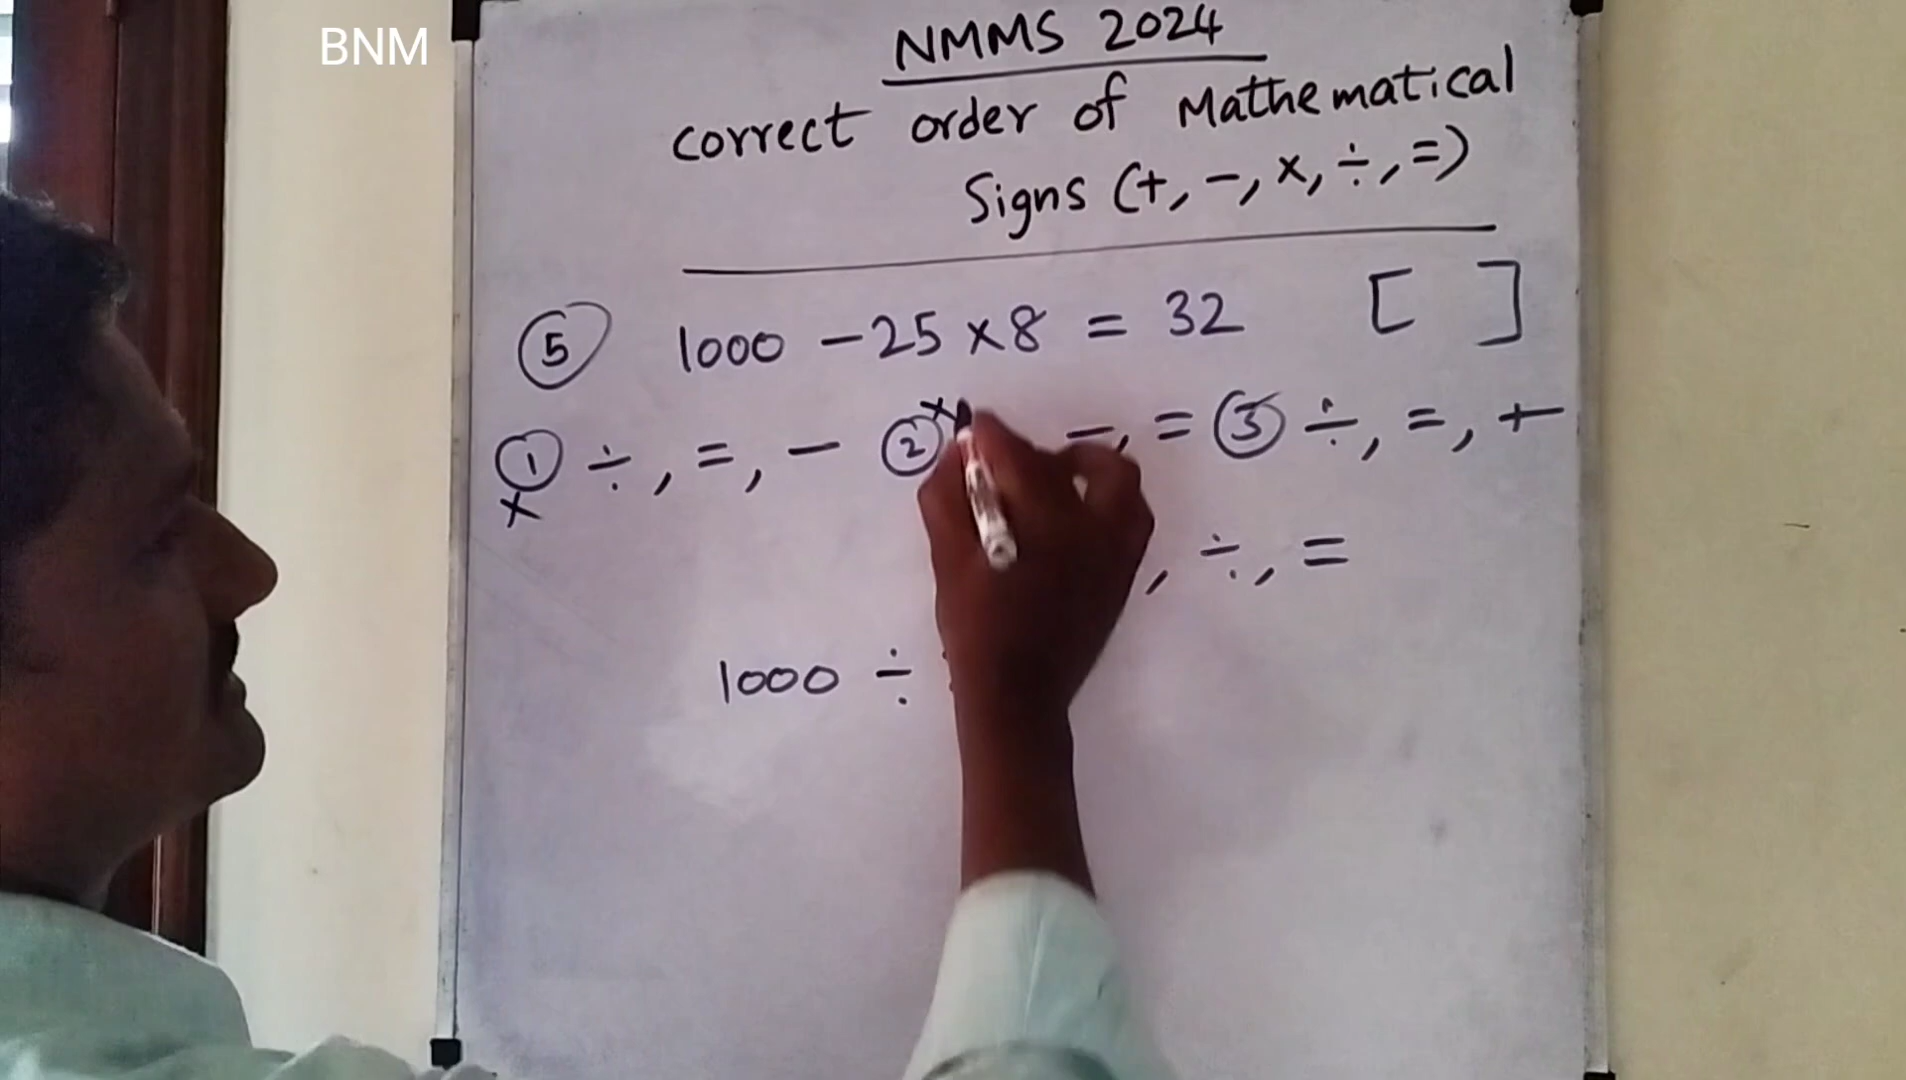 BNM
NMMS 2024
correct order of Mathematical
Signs (+, -, ×, ÷, =)
⑤ 1000 - 25 × 8 = 32 [ ]
① ÷, =, - ② × -, = ③ ÷, =, +
× , ÷, =
1000 ÷